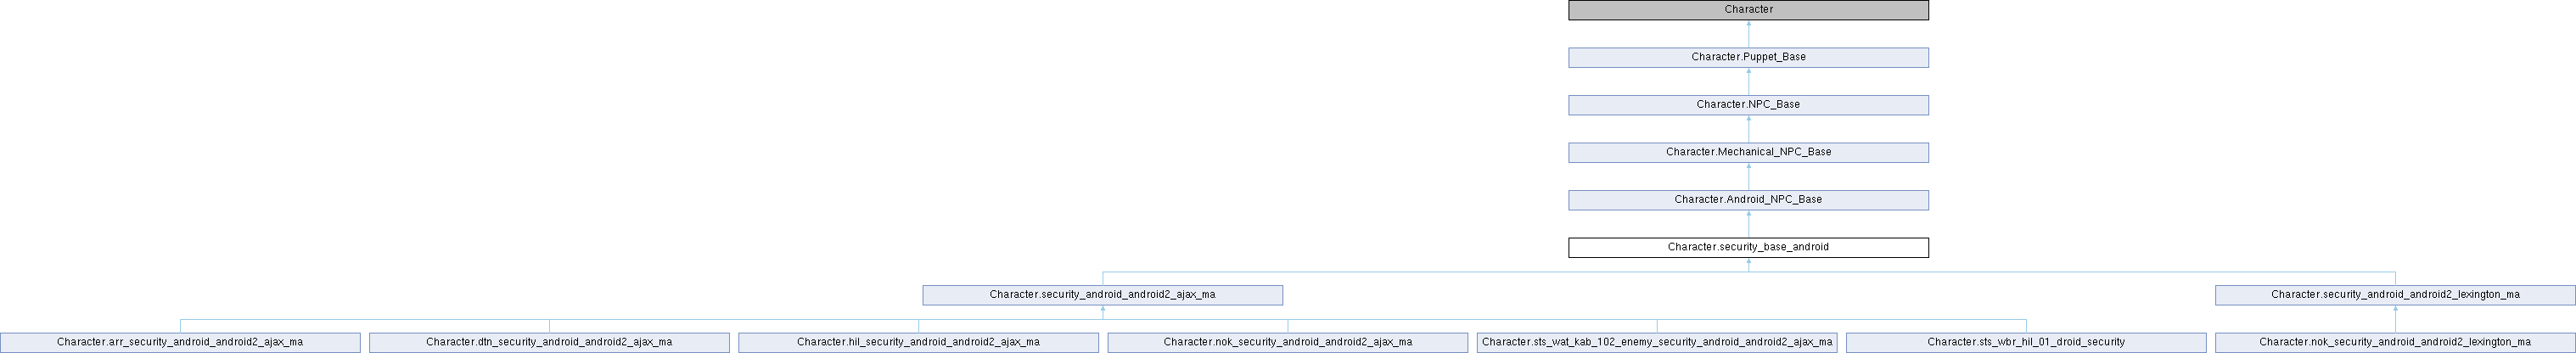 Character
Character.Puppet_Base
Character.NPC_Base
Character.Mechanical_NPC_Base
Character.Android_NPC_Base
Character.security_base_android
Character.security_android_android2_ajax_ma
Character.security_android_android2_lexington_ma
Character.arr_security_android_android2_ajax_ma
Character.dtn_security_android_android2_ajax_ma
Character.hil_security_android_android2_ajax_ma
Character.nok_security_android_android2_ajax_ma
Character.sts_wat_kab_102_enemy_security_android_android2_ajax_ma
Character.sts_wbr_hil_01_droid_security
Character.nok_security_android_android2_lexington_ma